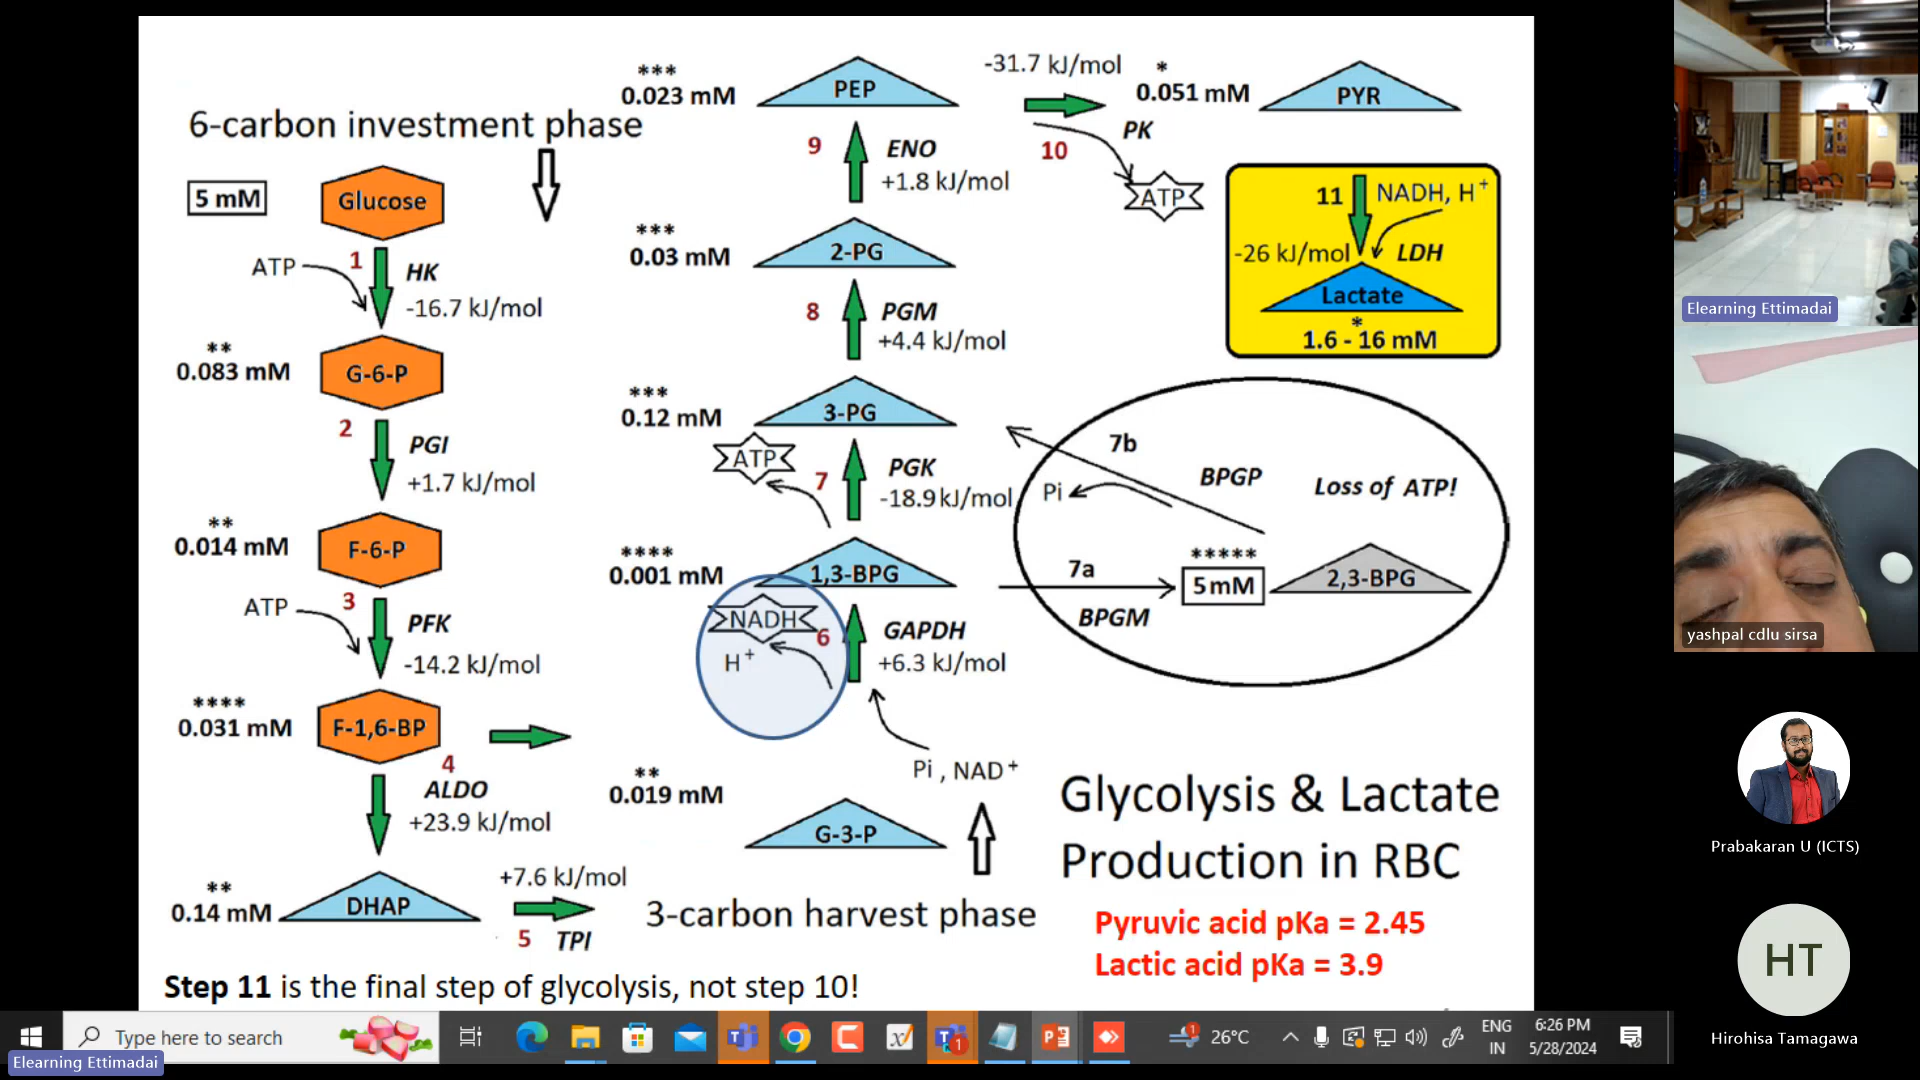 6-carbon investment phase
5 mM
Glucose
ATP
1
HK
-16.7 kJ/mol
**
0.083 mM
G-6-P
2
PGI
+1.7 kJ/mol
**
0.014 mM
F-6-P
ATP
3
PFK
-14.2 kJ/mol
****
0.031 mM
F-1,6-BP
4
ALDO
+23.9 kJ/mol
**
0.14 mM
DHAP
+7.6 kJ/mol
5
TPI
3-carbon harvest phase
**
0.019 mM
G-3-P
Pi , NAD+
NADH
H+
6
GAPDH
+6.3 kJ/mol
****
0.001 mM
1,3-BPG
ATP
7
PGK
-18.9 kJ/mol
***
0.12 mM
3-PG
8
PGM
+4.4 kJ/mol
***
0.03 mM
2-PG
9
ENO
+1.8 kJ/mol
***
0.023 mM
PEP
-31.7 kJ/mol
PK
10
ATP
*
0.051 mM
PYR
11
NADH, H+
-26 kJ/mol
LDH
Lactate
*
1.6 - 16 mM
7b
BPGP
Loss of ATP!
Pi
7a
BPGM
*****
5 mM
2,3-BPG
Glycolysis & Lactate
Production in RBC
Pyruvic acid pKa = 2.45
Lactic acid pKa = 3.9
Step 11 is the final step of glycolysis, not step 10!
Type here to search
1
1
26°C
ENG
IN
6:26 PM
5/28/2024
Elearning Ettimadai
Elearning Ettimadai
yashpal cdlu sirsa
Prabakaran U (ICTS)
HT
Hirohisa Tamagawa